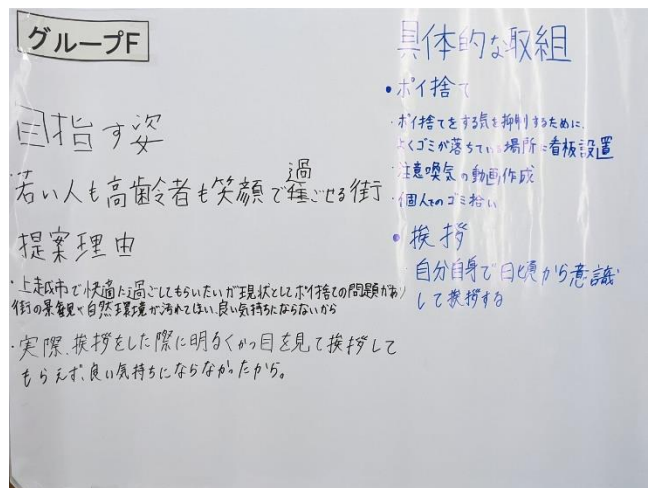 グループF
目指す姿
若い人も高齢者も笑顔で過ごせる街
提案理由
・上越市で快適に過ごしてもらいたいが現状としてポイ捨ての問題があり
街の景観や自然環境が汚れてしまい、良い気持ちにならないから
・実際、挨拶をした際に明るくかつ目を見て挨拶して
もらえず、良い気持ちにならなかったから。
具体的な取組
・ポイ捨て
・ポイ捨てをする気を抑制するために、
よくゴミが落ちている場所に看板設置
・注意喚気の動画作成
・個人でのゴミ拾い
・挨拶
自分自身で日頃から意識
して挨拶する